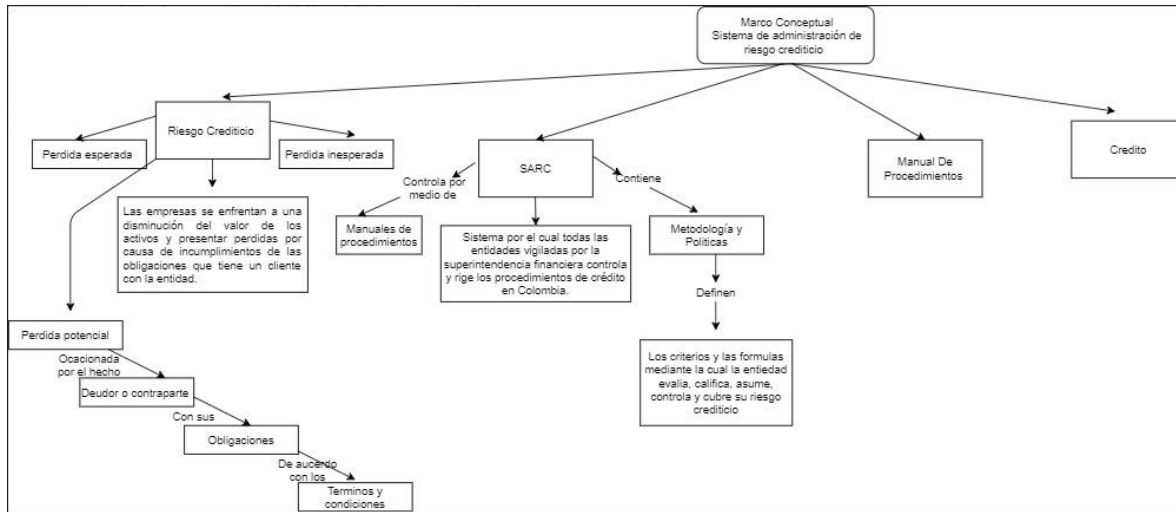 Marco Conceptual
Sistema de administración de
riesgo crediticio
Riesgo Crediticio
Perdida esperada
Perdida inesperada
Las empresas se enfrentan a una
disminución del valor de los
activos y presentar perdidas por
causa de incumplimientos de las
obligaciones que tiene un cliente
con la entidad.
Perdida potencial
Ocacionada
por el hecho
Deudor o contraparte
Con sus
Obligaciones
De aucerdo
con los
Terminos y
condiciones
SARC
Controla por
medio de
Manuales de
procedimientos
Sistema por el cual todas las
entidades vigiladas por la
superintendencia financiera controla
y rige los procedimientos de crédito
en Colombia.
Contiene
Metodología y
Politicas
Definen
Los criterios y las formulas
mediante la cual la entiedad
evalia, califica, asume,
controla y cubre su riesgo
crediticio
Manual De
Procedimientos
Credito